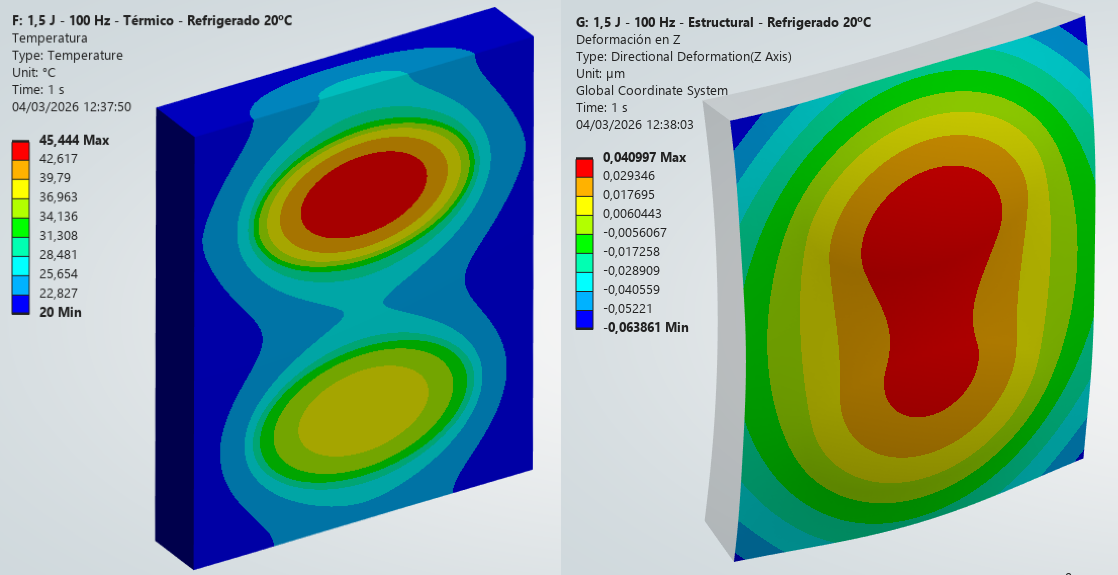 F: 1,5 J - 100 Hz - Térmico - Refrigerado 20ºC
Temperatura
Type: Temperature
Unit: °C
Time: 1 s
04/03/2026 12:37:50
45,444 Max
42,617
39,79
36,963
34,136
31,308
28,481
25,654
22,827
20 Min
G: 1,5 J - 100 Hz - Estructural - Refrigerado 20ºC
Deformación en Z
Type: Directional Deformation(Z Axis)
Unit: µm
Global Coordinate System
Time: 1 s
04/03/2026 12:38:03
0,040997 Max
0,029346
0,017695
0,0060443
-0,0056067
-0,017258
-0,028909
-0,040559
-0,05221
-0,063861 Min